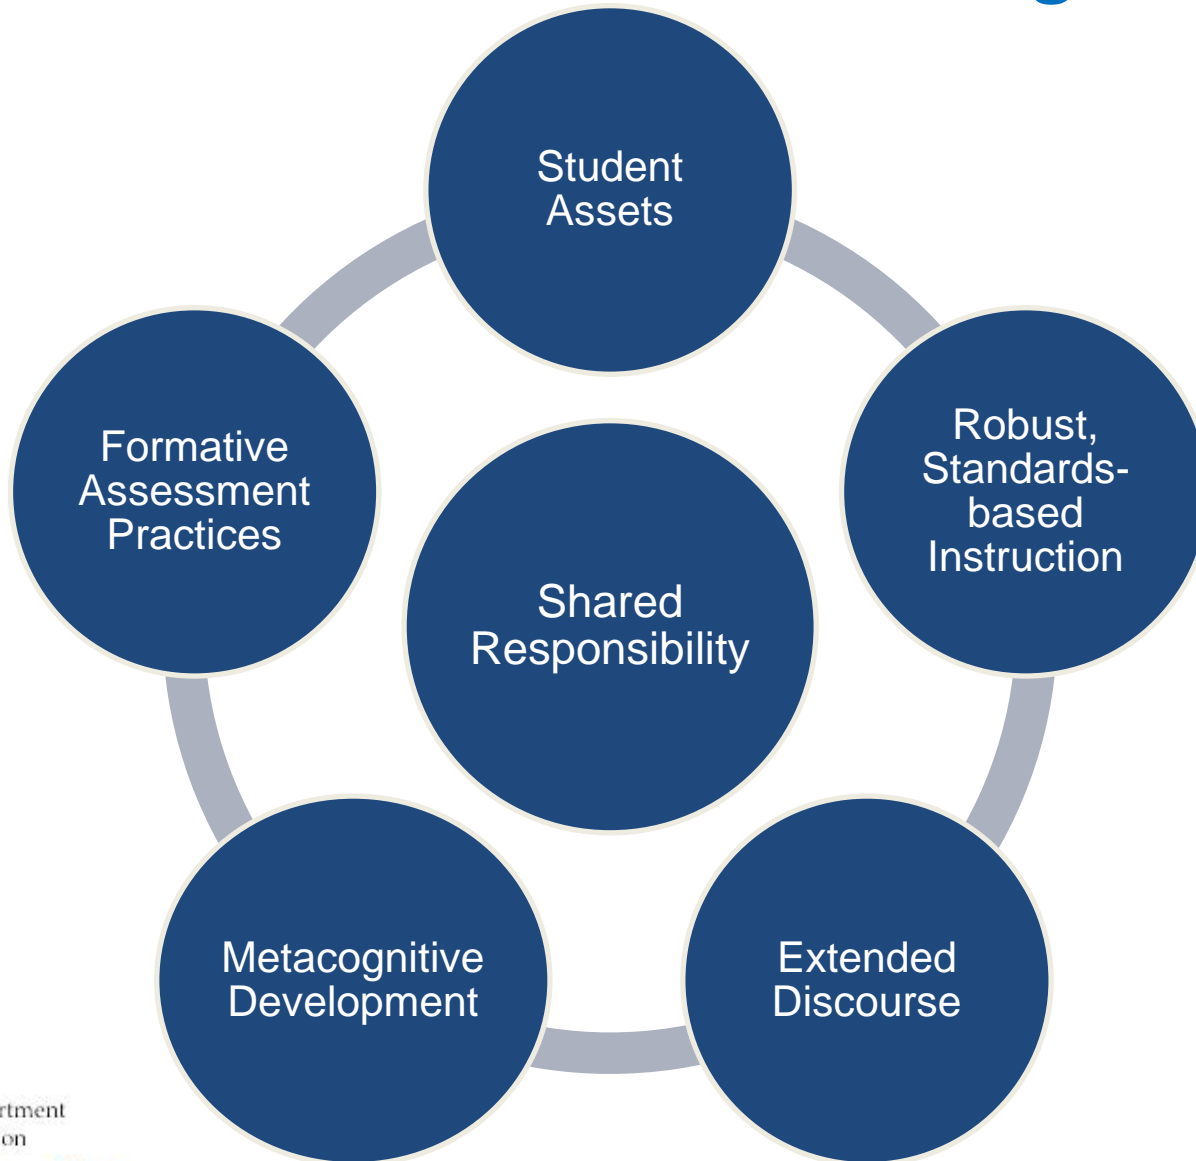 Student
Assets
Robust,
Standards-
based
Instruction
Formative
Assessment
Practices
Shared
Responsibility
Metacognitive
Development
Extended
Discourse